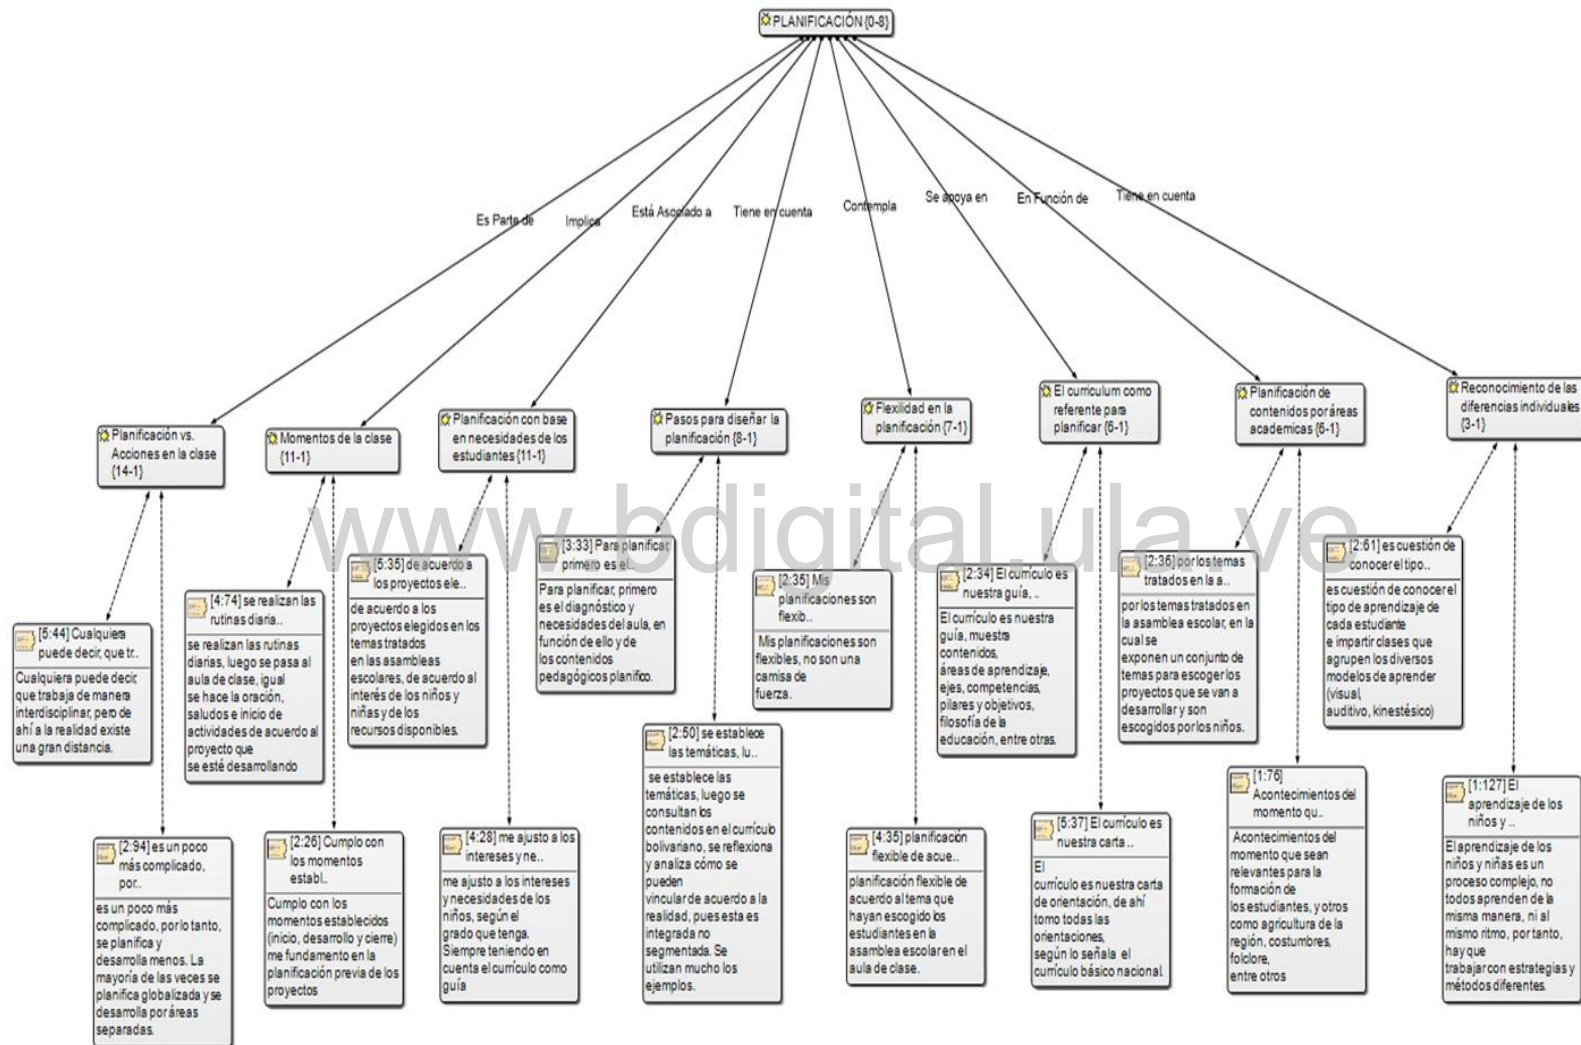 PLANIFICACIÓN {0-8}
Es Parte de
Implica
Está Asociado a
Tiene en cuenta
Contempla
Se apoya en
En Función de
Tiene en cuenta
Planificación vs.
Acciones en la clase
{14-1}
Momentos de la clase
{11-1}
Planificación con base
en necesidades de los
estudiantes {11-1}
Pasos para diseñar la
planificación {8-1}
Flexilidad en la
planificación {7-1}
El curriculum como
referente para
planificar {6-1}
Planificación de
contenidos por áreas
academicas {6-1}
Reconocimiento de las
diferencias individuales
{3-1}
www.bdigital.ula.ve
[5:44] Cualquiera
puede decir, que tr..
Cualquiera puede decir,
que trabaja de manera
interdisciplinar, pero de
ahí a la realidad existe
una gran distancia.
[4:74] se realizan las
rutinas diaria..
se realizan las rutinas
diarias, luego se pasa al
aula de clase, igual
se hace la oración,
saludos e inicio de
actividades de acuerdo al
proyecto que
se esté desarrollando
[5:35] de acuerdo a
los proyectos ele..
de acuerdo a los
proyectos elegidos en los
temas tratados
en las asambleas
escolares, de acuerdo al
interés de los niños y
niñas y de los
recursos disponibles.
[3:33] Para planificar,
primero es el..
Para planificar, primero
es el diagnóstico y
necesidades del aula, en
función de ello y de
los contenidos
pedagógicos planifico.
[2:35] Mis
planificaciones son
flexib..
Mis planificaciones son
flexibles, no son una
camisa de
fuerza.
[2:34] El currículo es
nuestra guía, ..
El currículo es nuestra
guía, muestra
contenidos,
áreas de aprendizaje,
ejes, competencias,
pilares y objetivos,
filosofía de la
educación, entre otras.
[2:36] por los temas
tratados en la a..
por los temas tratados en
la asamblea escolar, en la
cual se
exponen un conjunto de
temas para escoger los
proyectos que se van a
desarrollar y son
escogidos por los niños.
[2:61] es cuestión de
conocer el tipo..
es cuestión de conocer el
tipo de aprendizaje de
cada estudiante
e impartir clases que
agrupen los diversos
modelos de aprender
(visual,
auditivo, kinestésico)
[2:94] es un poco
más complicado,
por..
es un poco más
complicado, por lo tanto,
se planifica y
desarrolla menos. La
mayoría de las veces se
planifica globalizada y se
desarrolla por áreas
separadas.
[2:26] Cumplo con
los momentos
establ..
Cumplo con los
momentos establecidos
(inicio, desarrollo y cierre)
me fundamento en la
planificación previa de los
proyectos
[4:28] me ajusto a los
intereses y ne..
me ajusto a los intereses
y necesidades de los
niños, según el
grado que tenga.
Siempre teniendo en
cuenta el currículo como
guía
[2:50] se establece
las temáticas, lu..
se establece las
temáticas, luego se
consultan los
contenidos en el currículo
bolivariano, se reflexiona
y analiza cómo se
pueden
vincular de acuerdo a la
realidad, pues esta es
integrada no
segmentada. Se
utilizan mucho los
ejemplos.
[4:35] planificación
flexible de acue..
planificación flexible de
acuerdo al tema que
hayan escogido los
estudiantes en la
asamblea escolar en el
aula de clase.
[5:37] El currículo es
nuestra carta ..
El
currículo es nuestra carta
de orientación, de ahí
tomo todas las
orientaciones,
según lo señala el
currículo básico nacional.
[1:76]
Acontecimientos del
momento qu..
Acontecimientos del
momento que sean
relevantes para la
formación de
los estudiantes, y otros
como agricultura de la
región, costumbres,
folclore,
entre otros
[1:127] El
aprendizaje de los
niños y ..
El aprendizaje de los
niños y niñas es un
proceso complejo, no
todos aprenden de la
misma manera, ni al
mismo ritmo, por tanto,
hay que
trabajar con estrategias y
métodos diferentes.